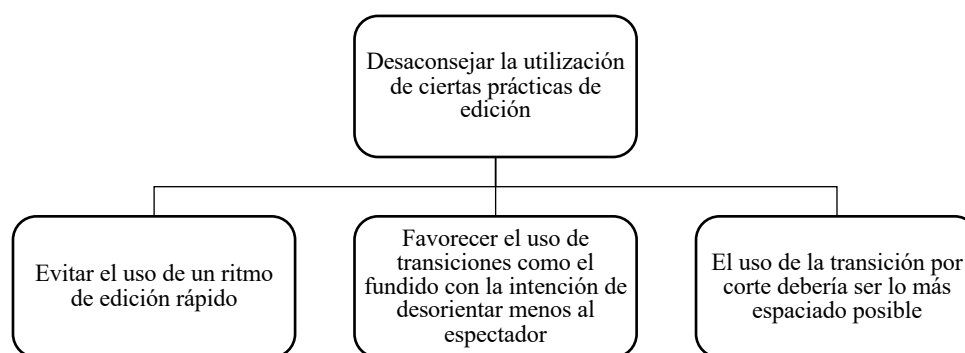 Desaconsejar la utilización
de ciertas prácticas de
edición
Evitar el uso de un ritmo
de edición rápido
Favorecer el uso de
transiciones como el
fundido con la intención de
desorientar menos al
espectador
El uso de la transición por
corte debería ser lo más
espaciado posible